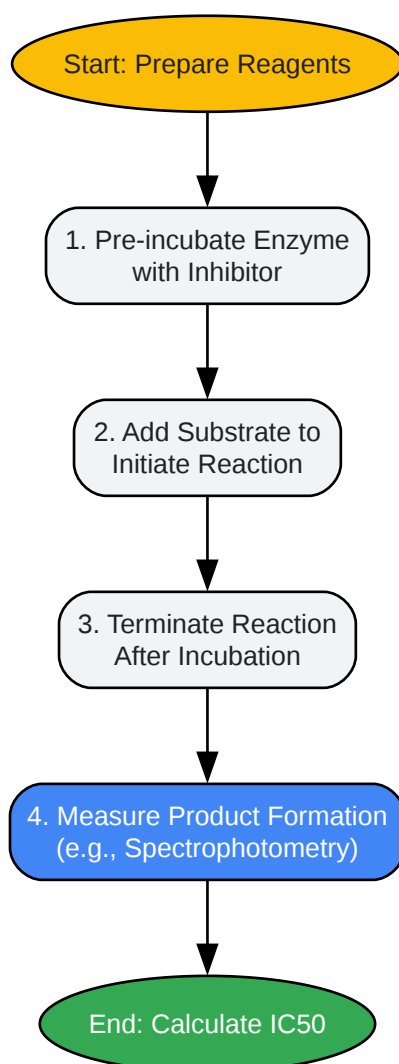 Start: Prepare Reagents
1. Pre-incubate Enzyme
with Inhibitor
2. Add Substrate to
Initiate Reaction
3. Terminate Reaction
After Incubation
4. Measure Product Formation
(e.g., Spectrophotometry)
End: Calculate IC50